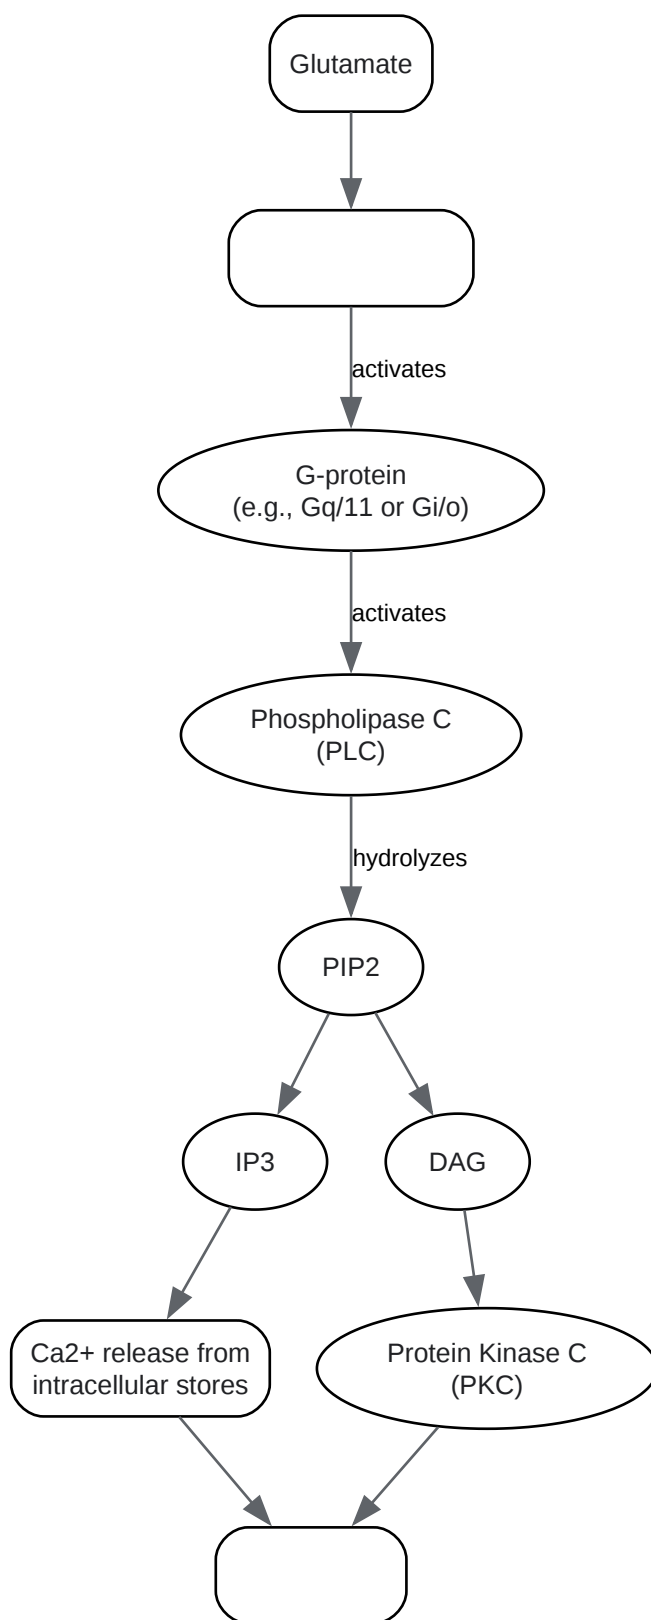 Glutamate
activates
G-protein
(e.g., Gq/11 or Gi/o)
activates
Phospholipase C
(PLC)
hydrolyzes
PIP2
IP3
DAG
Ca2+ release from
intracellular stores
Protein Kinase C
(PKC)